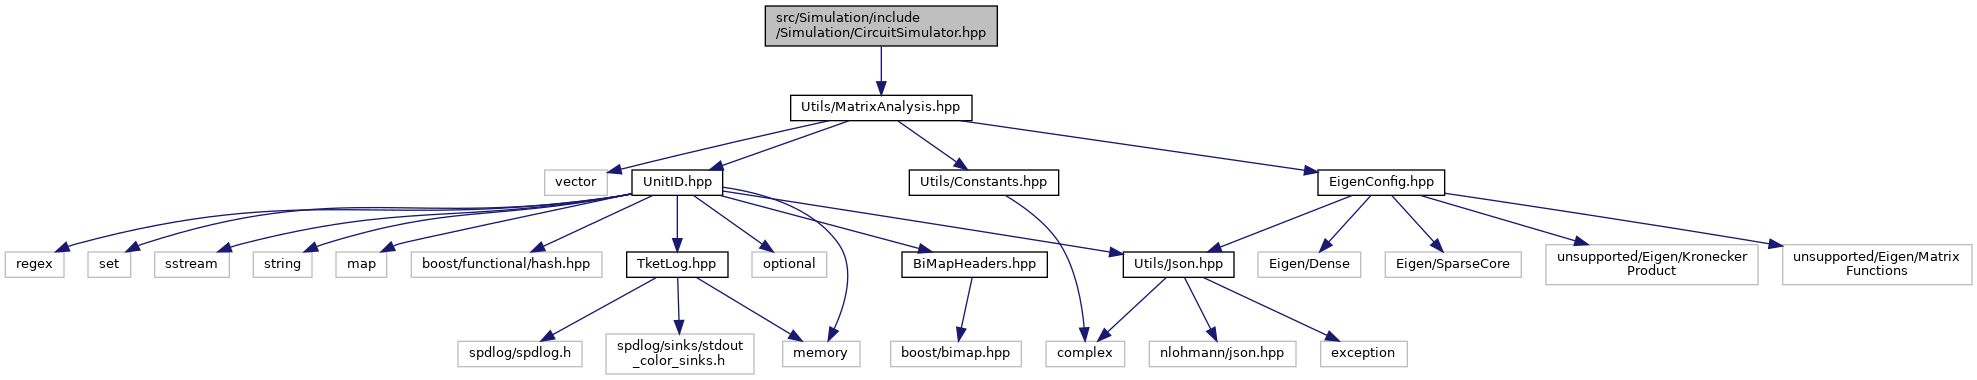 src/Simulation/include
/Simulation/CircuitSimulator.hpp
Utils/MatrixAnalysis.hpp
vector
UnitID.hpp
Utils/Constants.hpp
EigenConfig.hpp
regex
set
sstream
string
map
boost/functional/hash.hpp
TketLog.hpp
optional
BiMapHeaders.hpp
Utils/Json.hpp
Eigen/Dense
Eigen/SparseCore
unsupported/Eigen/Kronecker
Product
unsupported/Eigen/Matrix
Functions
spdlog/spdlog.h
spdlog/sinks/stdout
_color_sinks.h
memory
boost/bimap.hpp
complex
nlohmann/json.hpp
exception